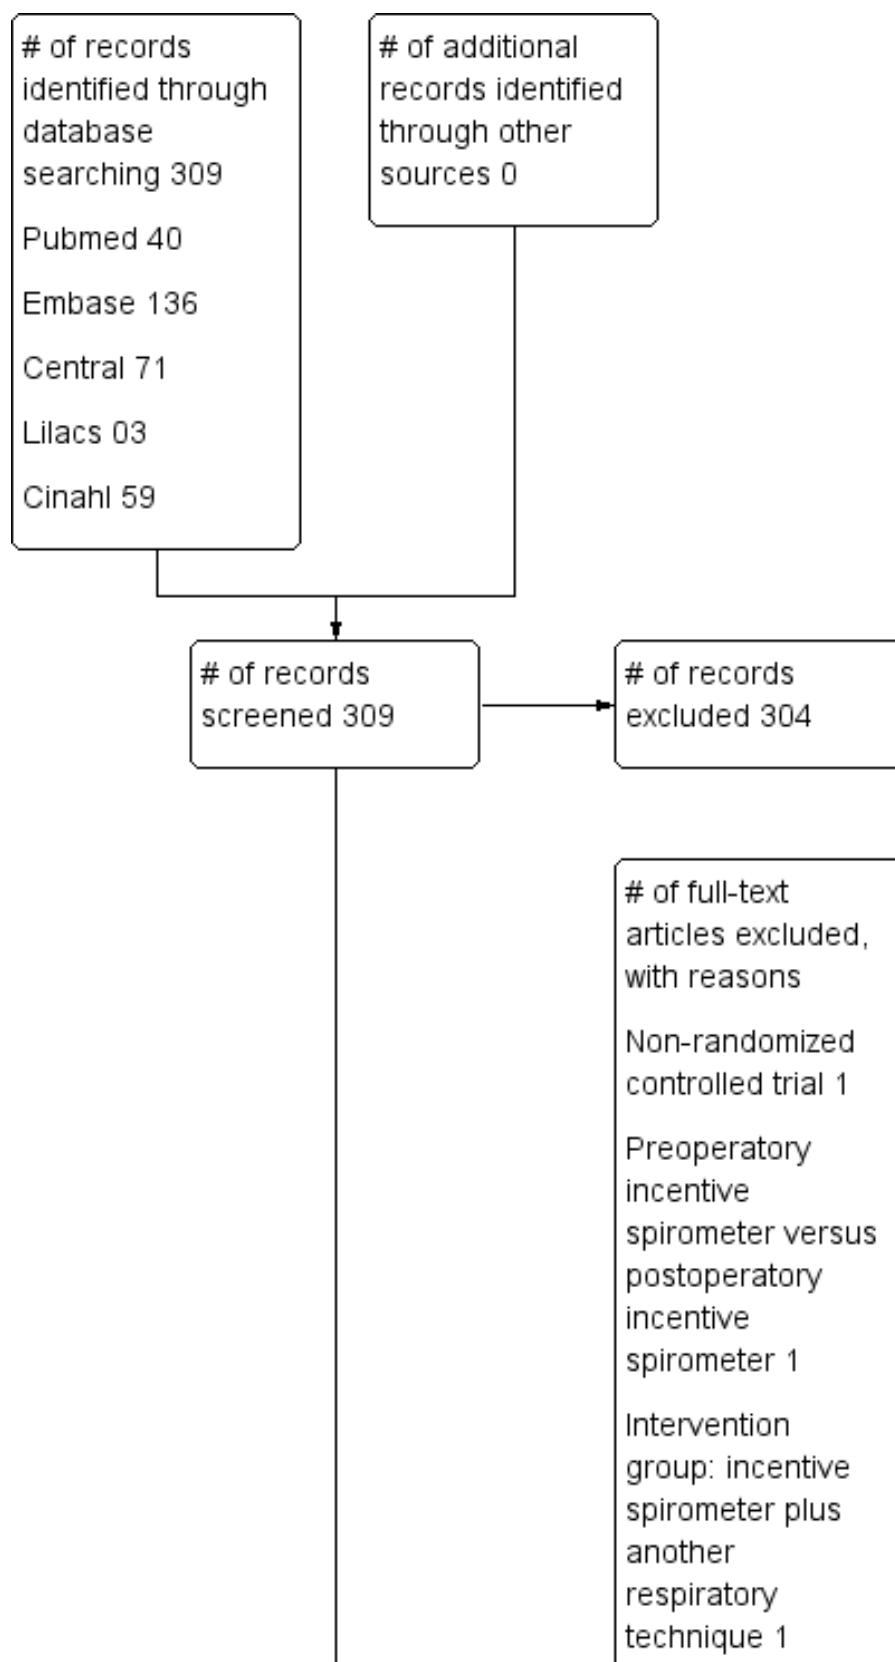 # of records
identified through
database
searching 309
Pubmed 40
Embase 136
Central 71
Lilacs 03
Cinahl 59
# of additional
records identified
through other
sources 0
# of records
screened 309
# of records
excluded 304
# of full-text
articles excluded,
with reasons
Non-randomized
controlled trial 1
Preoperatory
incentive
spirometer versus
postoperatory
incentive
spirometer 1
Intervention
group: incentive
spirometer plus
another
respiratory
technique 1